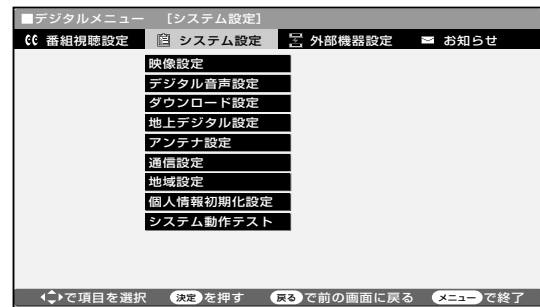 ■デジタルメニュー [システム設定]
番組視聴設定 システム設定 外部機器設定 お知らせ
映像設定
デジタル音声設定
ダウンロード設定
地上デジタル設定
アンテナ設定
通信設定
地域設定
個人情報初期化設定
システム動作テスト
で項目を選択 決定 を押す 戻る で前の画面に戻る メニュー で終了